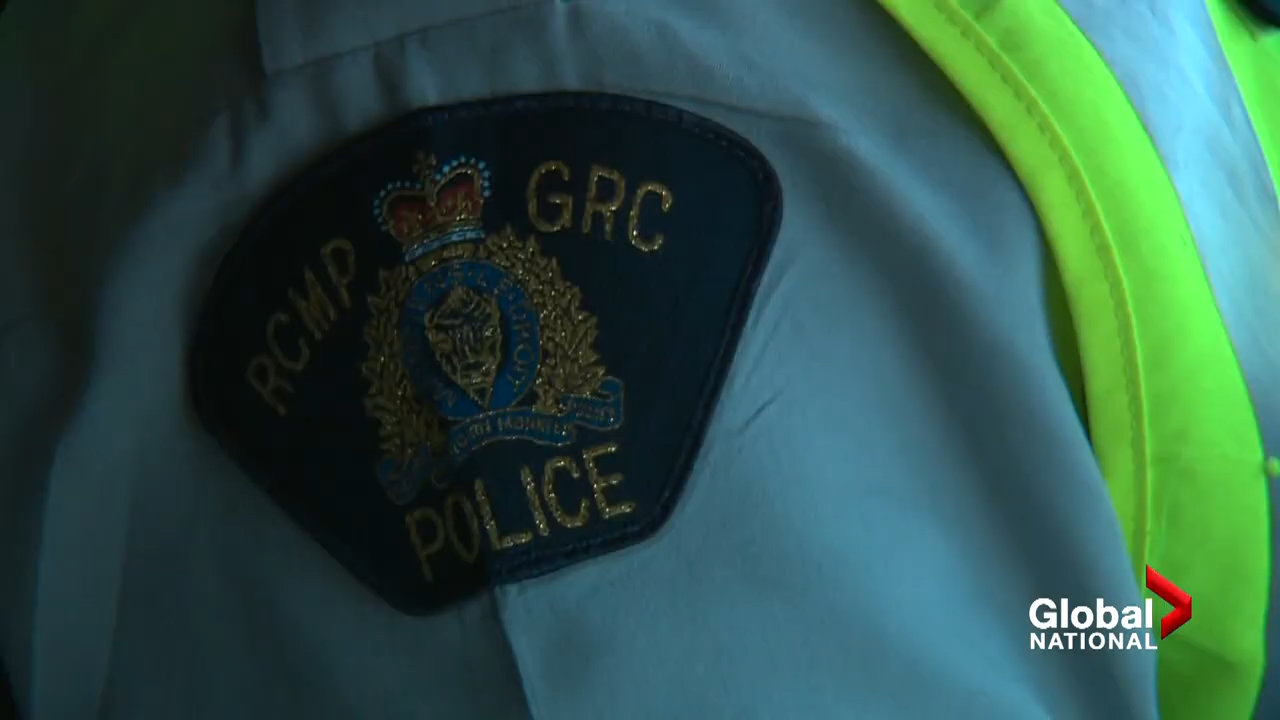 RCMP
GRC
POLICE
Global
NATIONAL